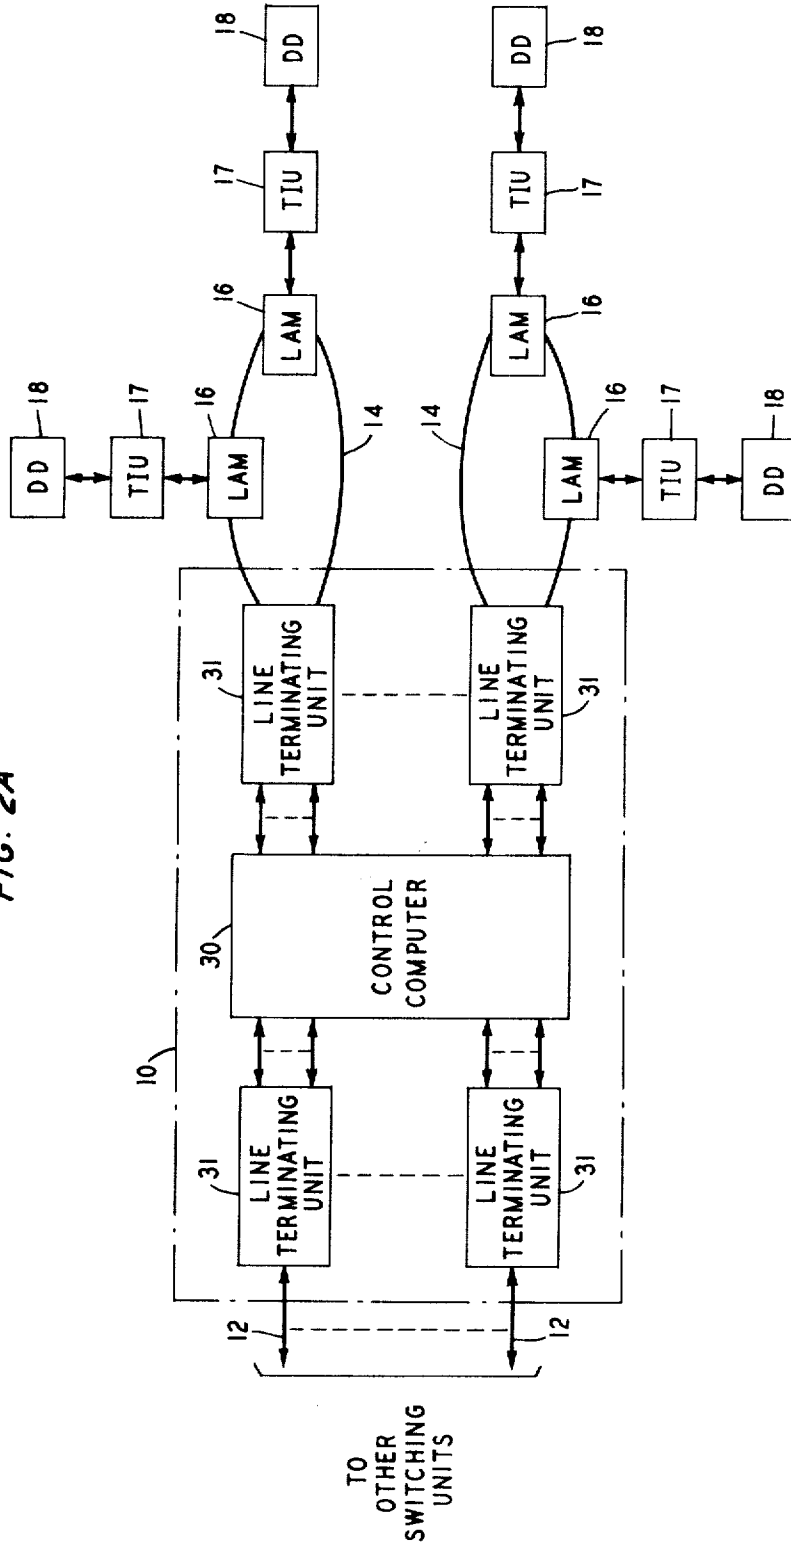 FIG. 2A
10
TO
OTHER
SWITCHING
UNITS
12
12
31
LINE
TERMINATING
UNIT
LINE
TERMINATING
UNIT
31
30
CONTROL
COMPUTER
31
LINE
TERMINATING
UNIT
LINE
TERMINATING
UNIT
31
14
14
DD
18
TIU
17
LAM
16
LAM
16
TIU
17
DD
18
LAM
16
TIU
17
DD
18
LAM
16
TIU
17
DD
18